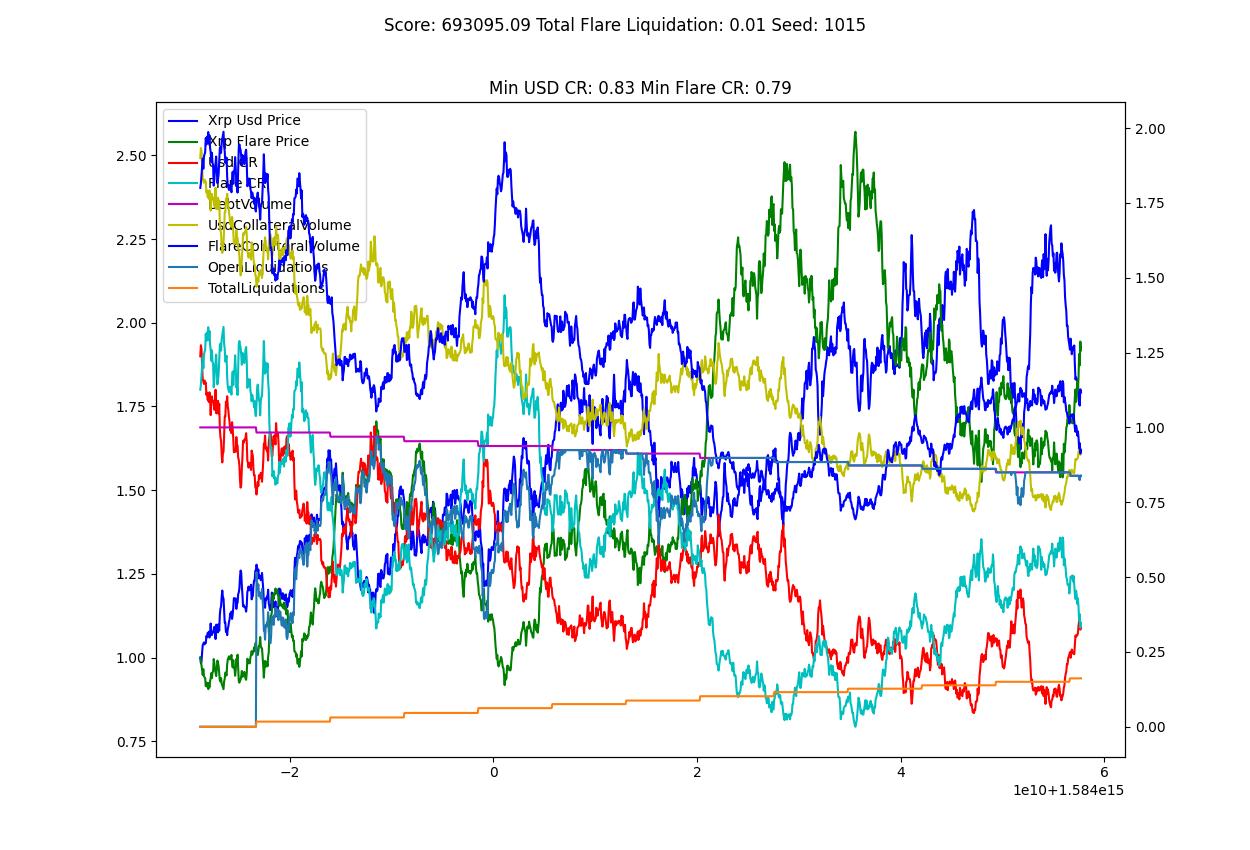 Score: 693095.09 Total Flare Liquidation: 0.01 Seed: 1015
Min USD CR: 0.83 Min Flare CR: 0.79
Xrp Usd Price
Xrp Flare Price
Usd CR
Flare CR
DebtVolume
UsdCollateralVolume
FlareCollateralVolume
OpenLiquidations
TotalLiquidations
2.50
2.25
2.00
1.75
1.50
1.25
1.00
0.75
2.00
1.75
1.50
1.25
1.00
0.75
0.50
0.25
0.00
−2 0 2 4 6
1e10+1.584e15